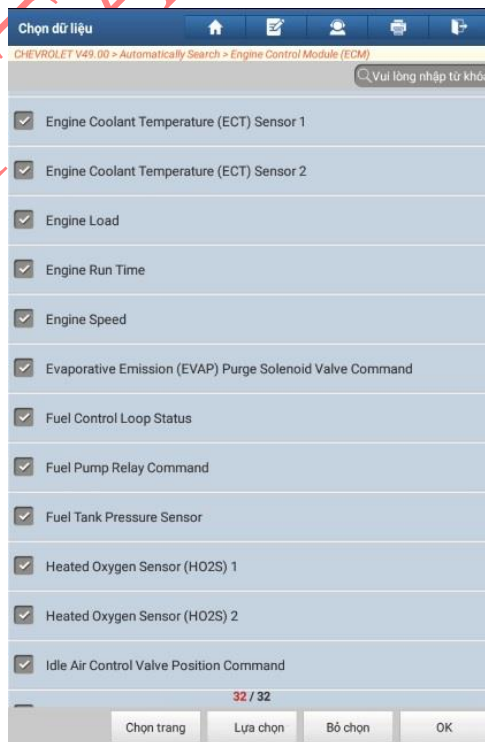 Chọn dữ liệu
CHEVROLET V49.00 > Automatically Search > Engine Control Module (ECM)
Vui lòng nhập từ khóa
Engine Coolant Temperature (ECT) Sensor 1
Engine Coolant Temperature (ECT) Sensor 2
Engine Load
Engine Run Time
Engine Speed
Evaporative Emission (EVAP) Purge Solenoid Valve Command
Fuel Control Loop Status
Fuel Pump Relay Command
Fuel Tank Pressure Sensor
Heated Oxygen Sensor (HO2S) 1
Heated Oxygen Sensor (HO2S) 2
Idle Air Control Valve Position Command
32 / 32
Chọn trang Lựa chọn Bỏ chọn OK